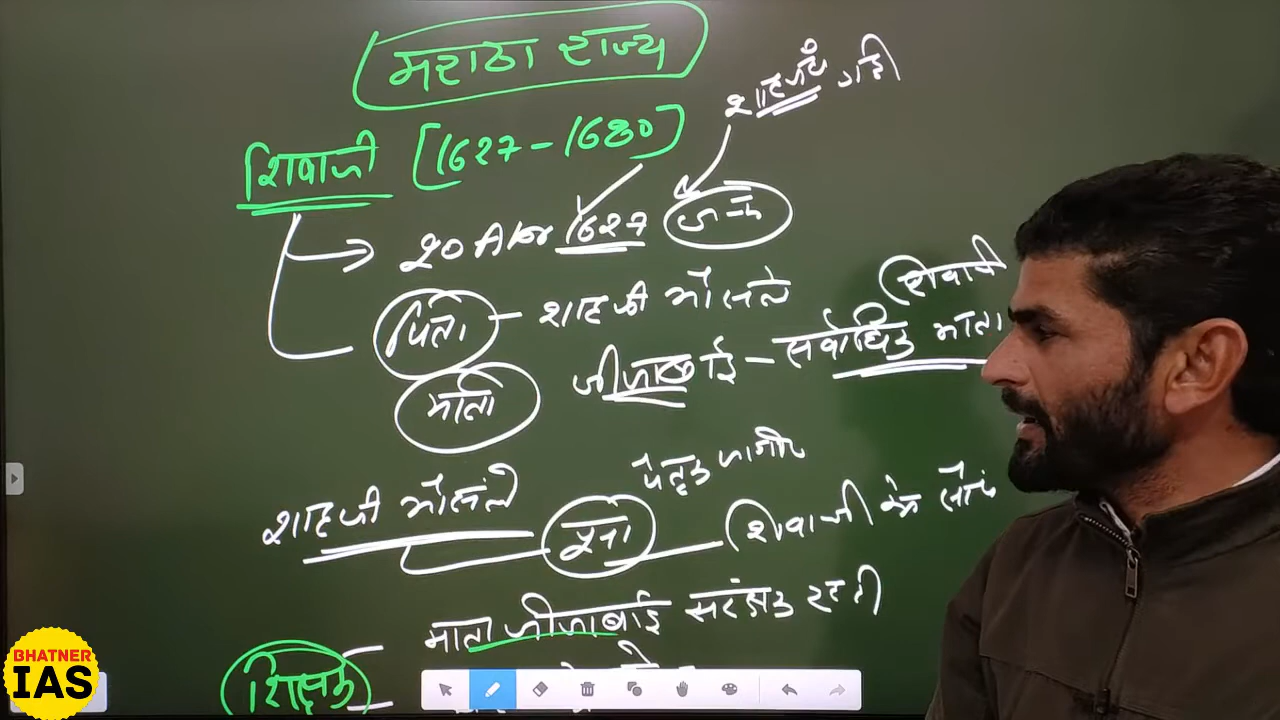 मराठा राज्य
शाहजहाँ गद्दी
शिवाजी [1627-1680]
20 Apr 1627 जन्म
पिता - शाहजी भोंसले
शिवाजी
माता जीजाबाई - सर्वाधिक माता
शाहजी भोंसले
पूना
पैतृक जागीर
शिवाजी को सौंप
माता जीजाबाई संरक्षक रही
शिक्षक
BHATNER
IAS